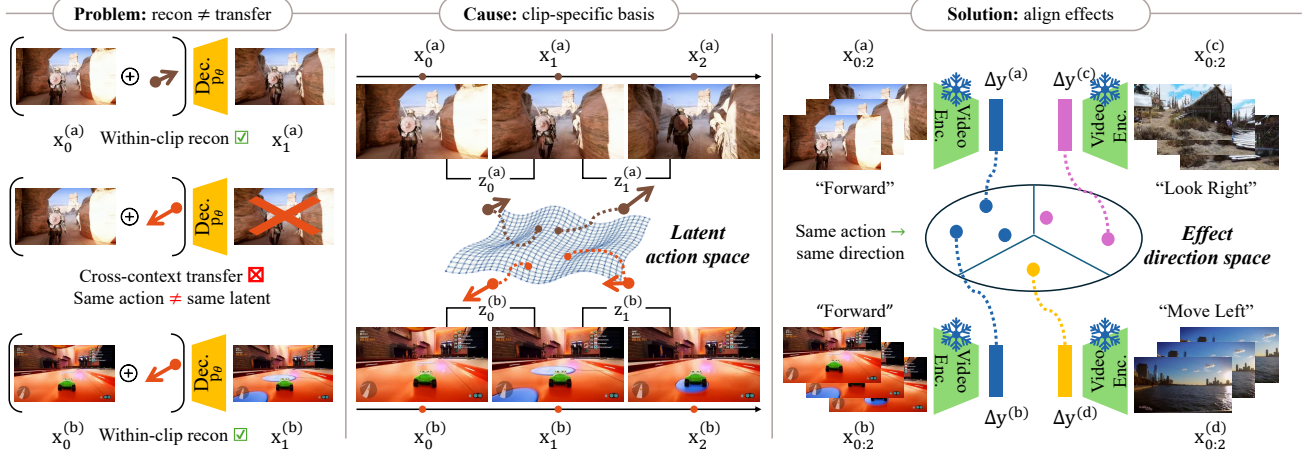 Problem: recon ≠ transfer
x₀⁽ᵃ⁾
Within-clip recon ☑
x₁⁽ᵃ⁾
Dec.
pθ
Dec.
pθ
Cross-context transfer ☒
Same action ≠ same latent
Dec.
pθ
x₀⁽ᵇ⁾
Within-clip recon ☑
x₁⁽ᵇ⁾
Cause: clip-specific basis
x₀⁽ᵃ⁾
x₁⁽ᵃ⁾
x₂⁽ᵃ⁾
z₀⁽ᵃ⁾
z₁⁽ᵃ⁾
Latent
action space
z₀⁽ᵇ⁾
z₁⁽ᵇ⁾
x₀⁽ᵇ⁾
x₁⁽ᵇ⁾
x₂⁽ᵇ⁾
Solution: align effects
x₀:₂⁽ᵃ⁾
Δy⁽ᵃ⁾
Δy⁽ᶜ⁾
x₀:₂⁽ᶜ⁾
Video
Enc.
Video
Enc.
“Forward”
“Look Right”
Same action →
same direction
Effect
direction space
“Forward”
“Move Left”
Video
Enc.
Video
Enc.
x₀:₂⁽ᵇ⁾
Δy⁽ᵇ⁾
Δy⁽ᵈ⁾
x₀:₂⁽ᵈ⁾